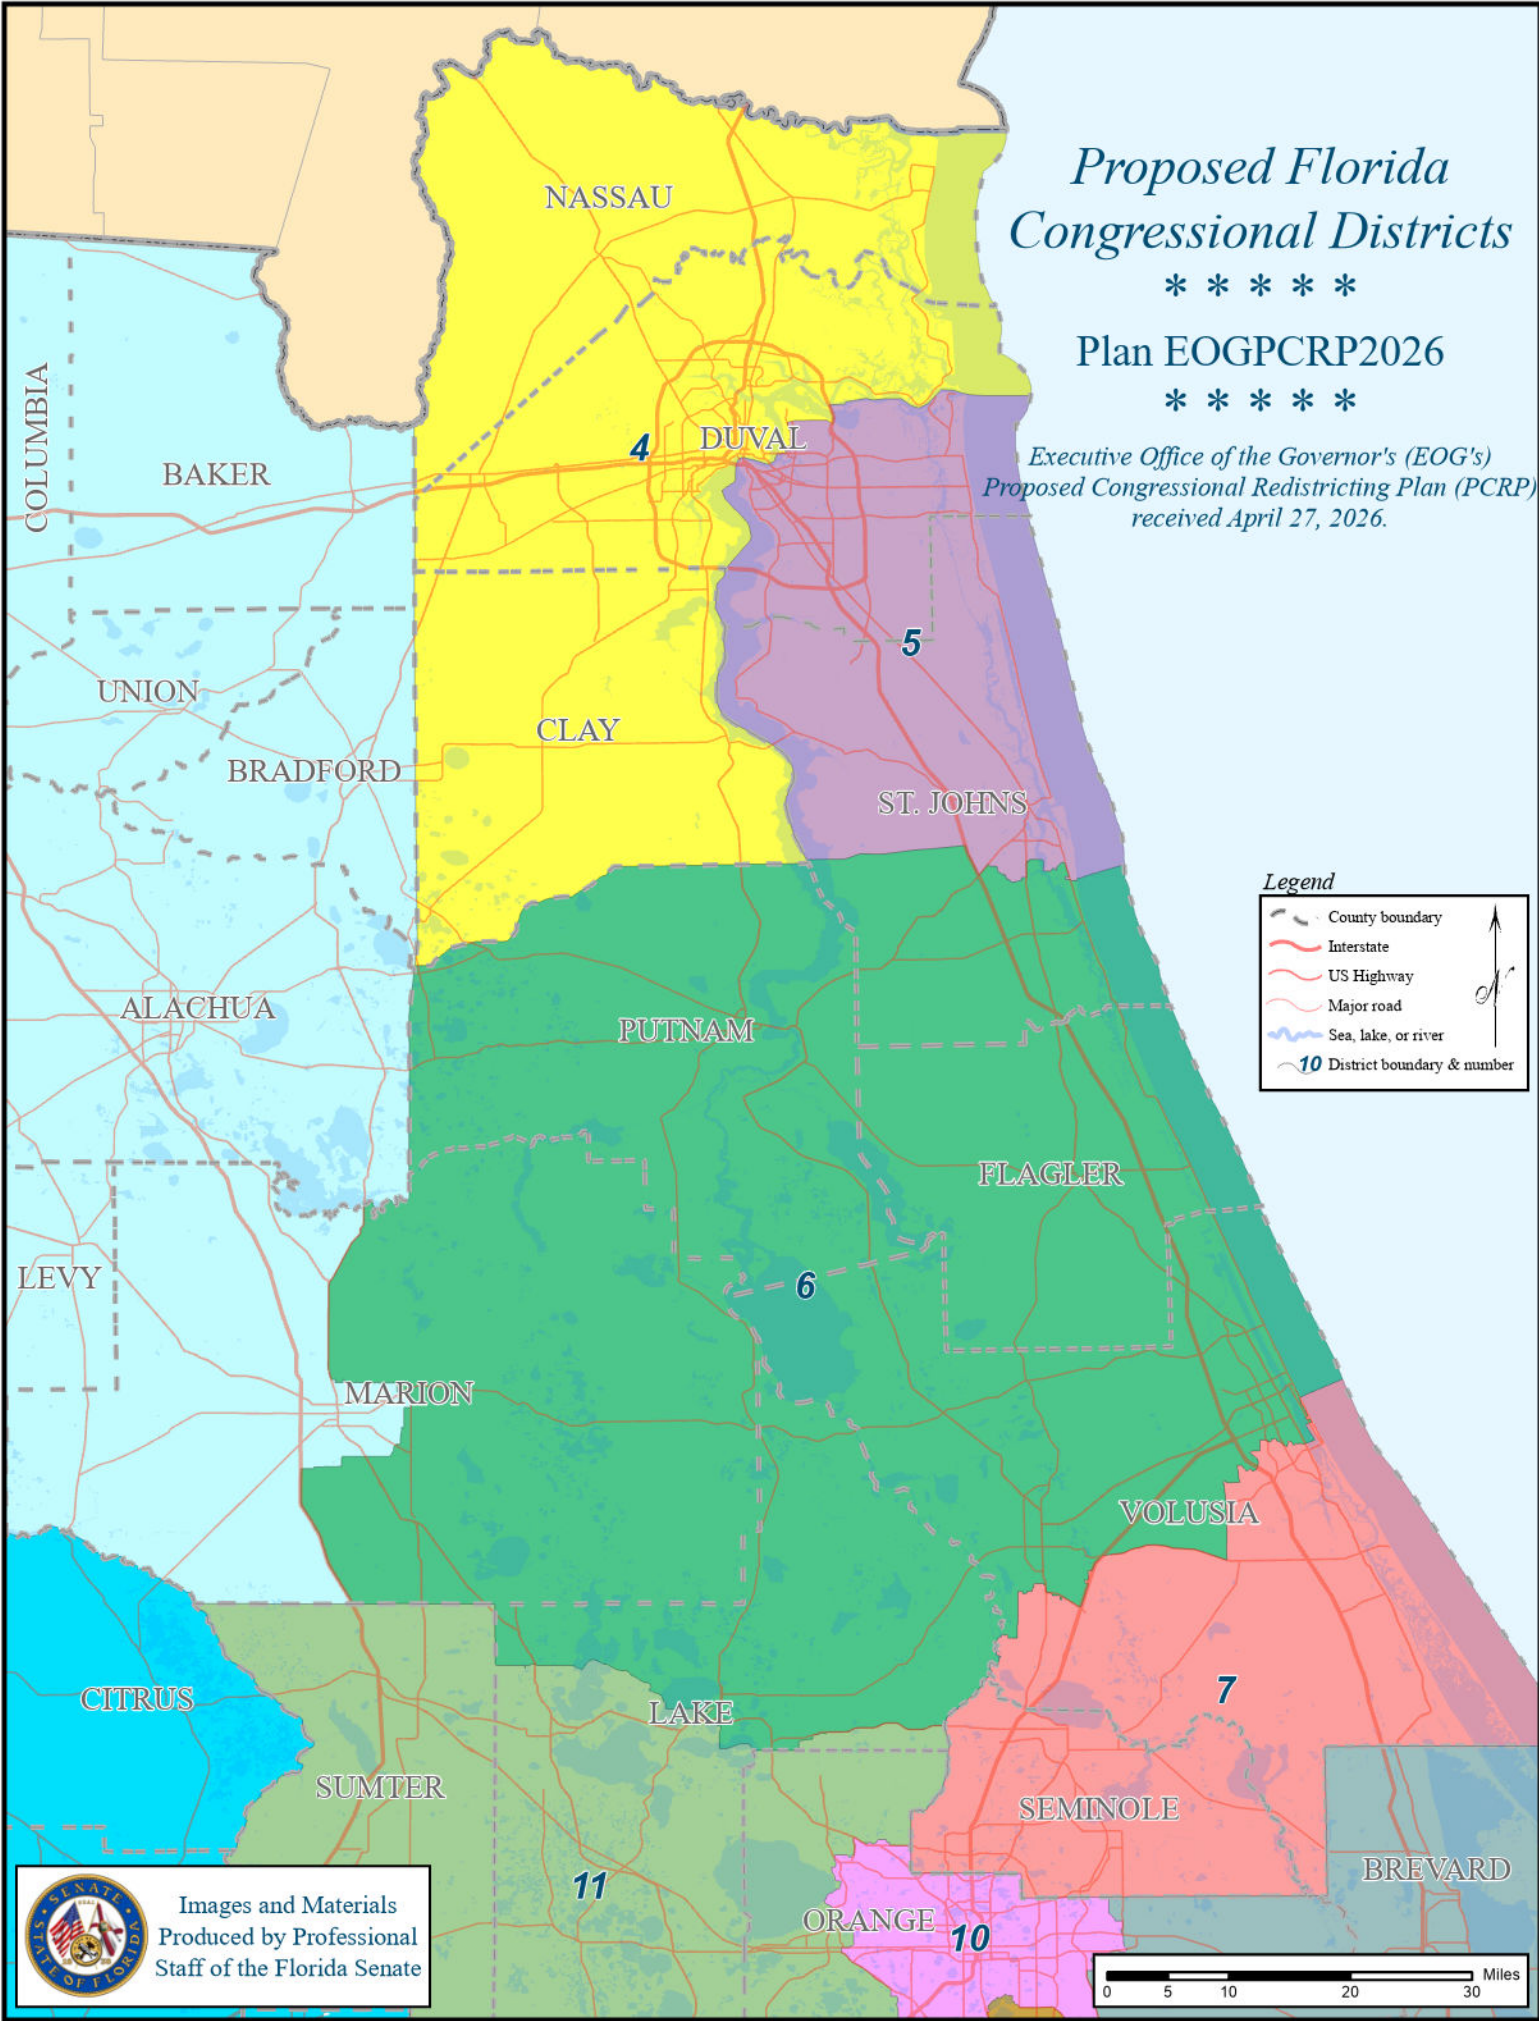 Proposed Florida
Congressional Districts
* * * * *
Plan EOGPCRP2026
* * * * *
Executive Office of the Governor's (EOG's)
Proposed Congressional Redistricting Plan (PCRP)
received April 27, 2026.
NASSAU
COLUMBIA
BAKER
4
DUVAL
5
UNION
CLAY
BRADFORD
ST. JOHNS
Legend
County boundary
Interstate
US Highway
Major road
Sea, lake, or river
10 District boundary & number
N
ALACHUA
PUTNAM
FLAGLER
LEVY
6
MARION
VOLUSIA
CITRUS
LAKE
7
SUMTER
SEMINOLE
BREVARD
11
ORANGE
10
SENATE
STATE OF FLORIDA
Images and Materials
Produced by Professional
Staff of the Florida Senate
Miles
0 5 10 20 30